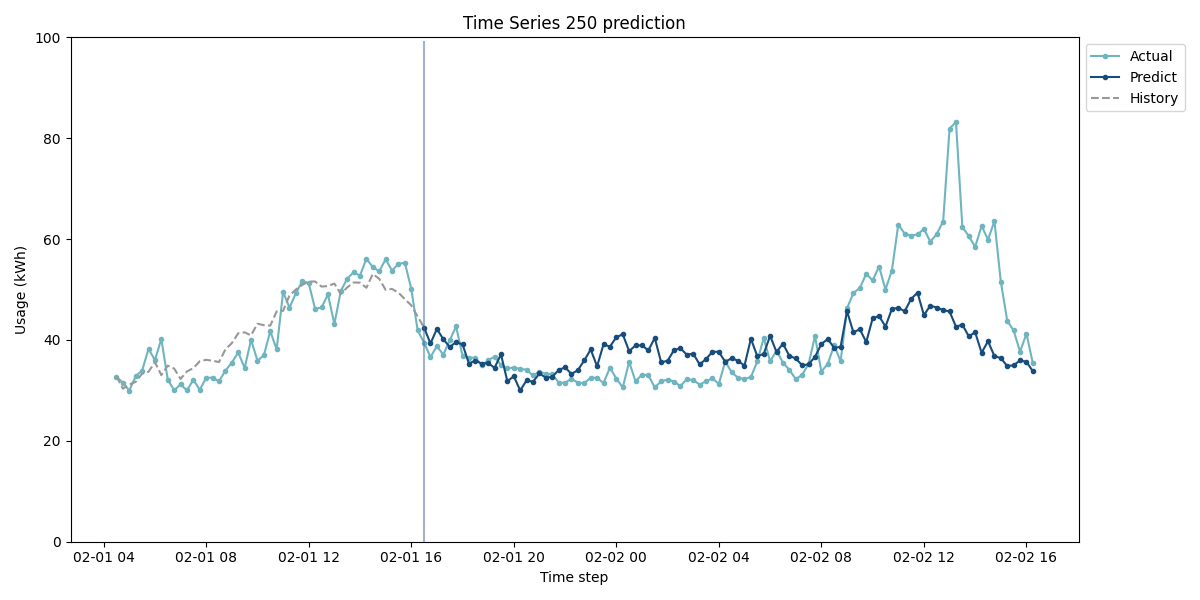 Time Series 250 prediction
Usage (kWh)
100
80
60
40
20
0
02-01 04
02-01 08
02-01 12
02-01 16
02-01 20
02-02 00
02-02 04
02-02 08
02-02 12
02-02 16
Time step
Actual
Predict
History